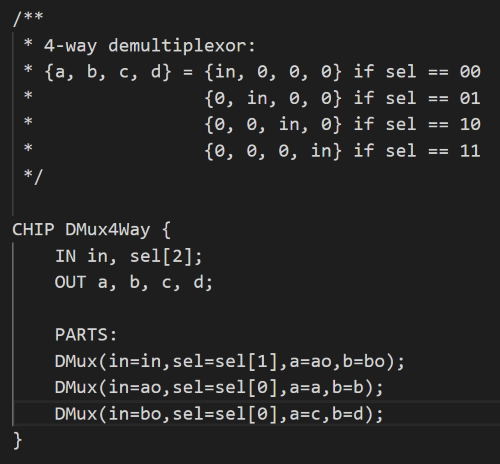 /**
 * 4-way demultiplexor:
 * {a, b, c, d} = {in, 0, 0, 0} if sel == 00
 *                {0, in, 0, 0} if sel == 01
 *                {0, 0, in, 0} if sel == 10
 *                {0, 0, 0, in} if sel == 11
 */

CHIP DMux4Way {
    IN in, sel[2];
    OUT a, b, c, d;

    PARTS:
    DMux(in=in,sel=sel[1],a=ao,b=bo);
    DMux(in=ao,sel=sel[0],a=a,b=b);
    DMux(in=bo,sel=sel[0],a=c,b=d);
}